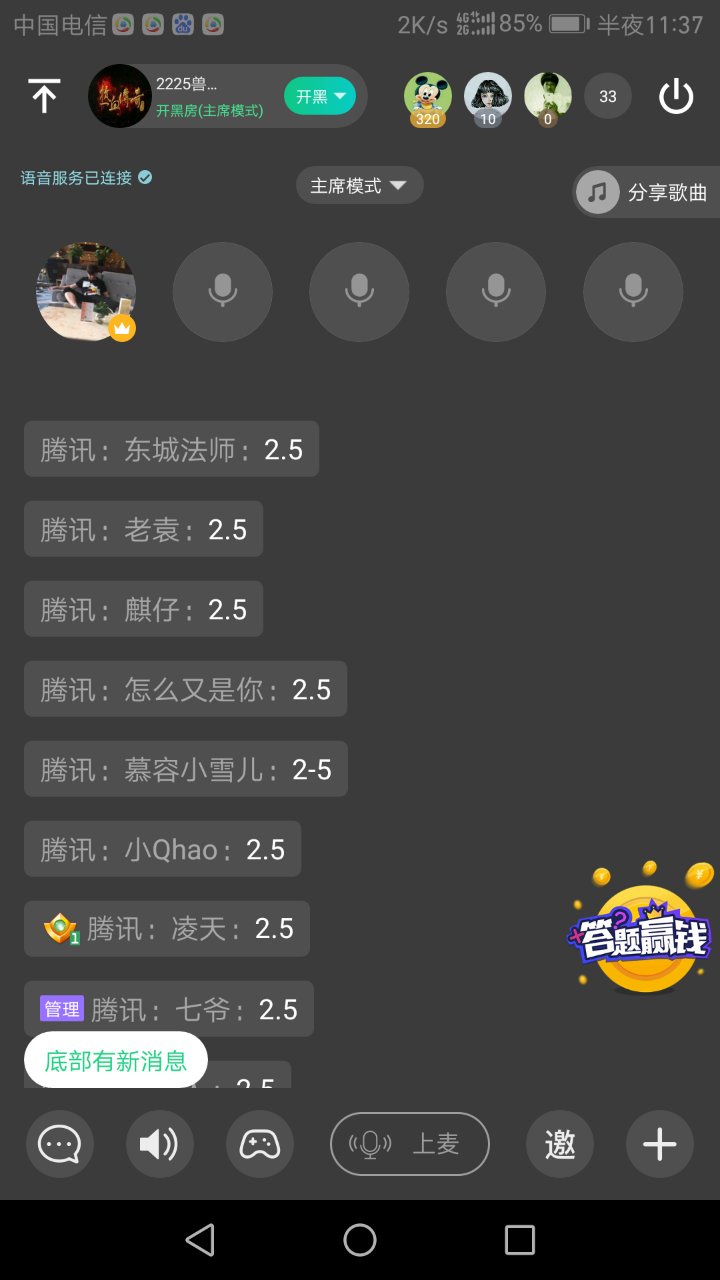 中国电信 2K/s 4G 2G 85% 半夜11:37
2225兽...
开黑房(主席模式)
开黑
320
10
0
33
语音服务已连接
主席模式
分享歌曲
腾讯：东城法师：2.5
腾讯：老袁：2.5
腾讯：麒仔：2.5
腾讯：怎么又是你：2.5
腾讯：慕容小雪儿：2-5
腾讯：小Qhao：2.5
1 腾讯：凌天：2.5
答题赢钱
管理 腾讯：七爷：2.5
底部有新消息
：2.5
上麦
邀